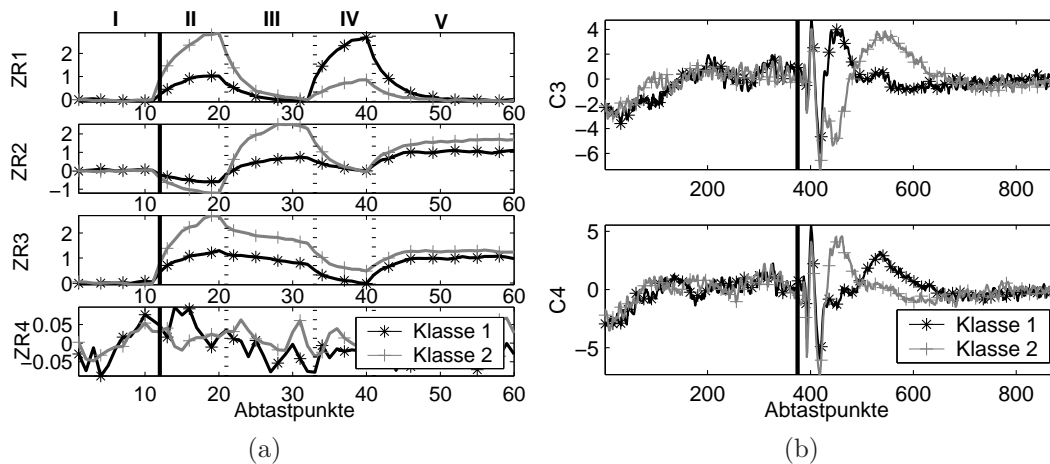 I II III IV V
ZR1
2
1
0
10 20 30 40 50 60
ZR2
2
1
0
−1
10 20 30 40 50 60
ZR3
2
1
0
10 20 30 40 50 60
ZR4
0.05
0
−0.05
Klasse 1
Klasse 2
10 20 30 40 50 60
Abtastpunkte
(a)
C3
4
2
0
−2
−4
−6
200 400 600 800
C4
5
0
−5
Klasse 1
Klasse 2
200 400 600 800
Abtastpunkte
(b)